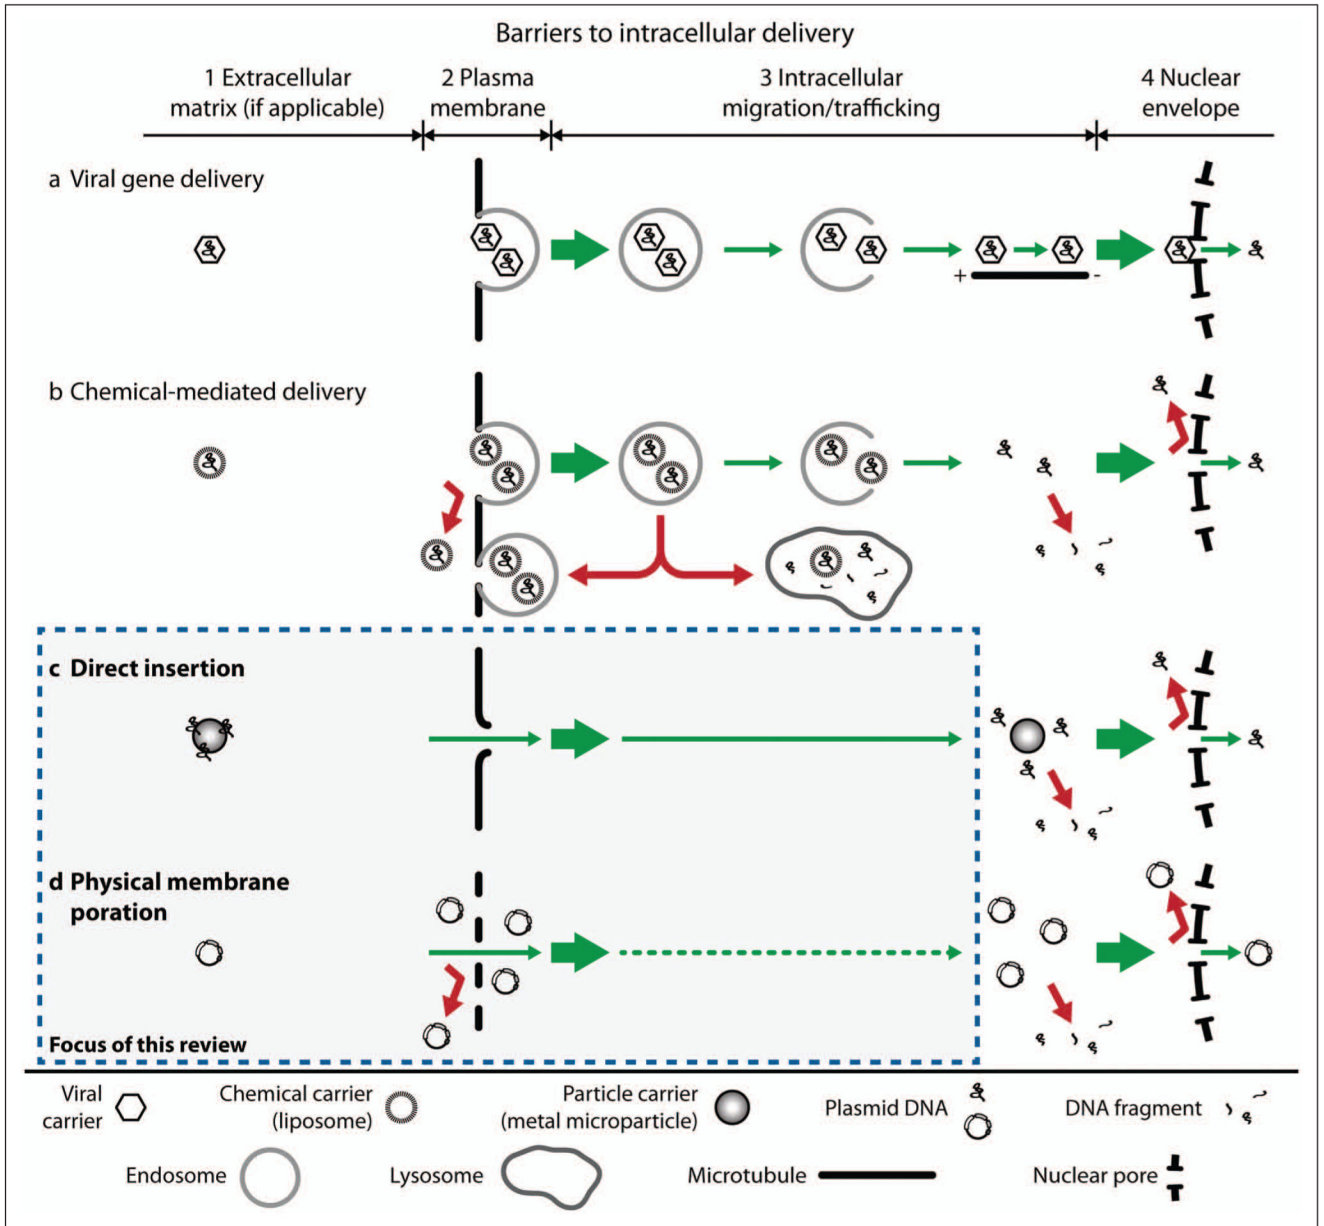 Barriers to intracellular delivery
1 Extracellular
matrix (if applicable)
2 Plasma
membrane
3 Intracellular
migration/trafficking
4 Nuclear
envelope
a Viral gene delivery
+
-
b Chemical-mediated delivery
c Direct insertion
d Physical membrane
poration
Focus of this review
Viral
carrier
Chemical carrier
(liposome)
Particle carrier
(metal microparticle)
Plasmid DNA
DNA fragment
Endosome
Lysosome
Microtubule
Nuclear pore